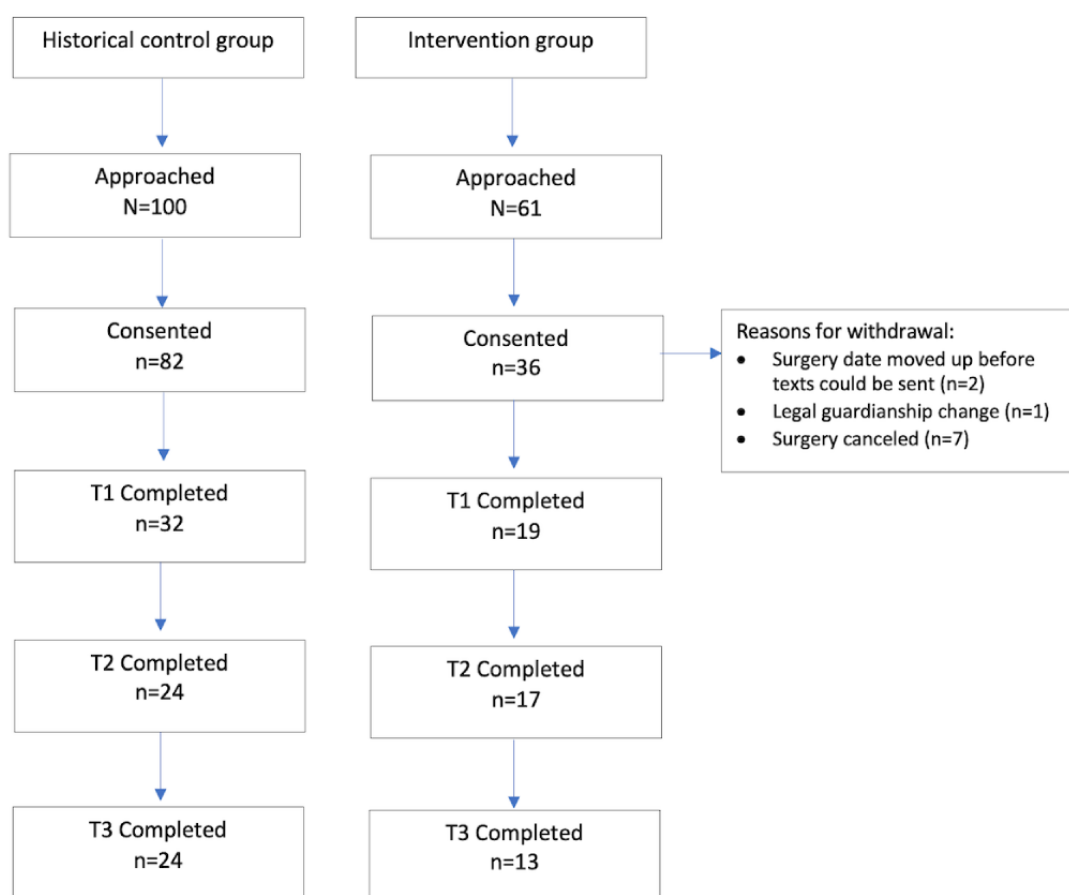 Historical control group
Approached
N=100
Consented
n=82
T1 Completed
n=32
T2 Completed
n=24
T3 Completed
n=24
Intervention group
Approached
N=61
Consented
n=36
Reasons for withdrawal:
• Surgery date moved up before
texts could be sent (n=2)
• Legal guardianship change (n=1)
• Surgery canceled (n=7)
T1 Completed
n=19
T2 Completed
n=17
T3 Completed
n=13